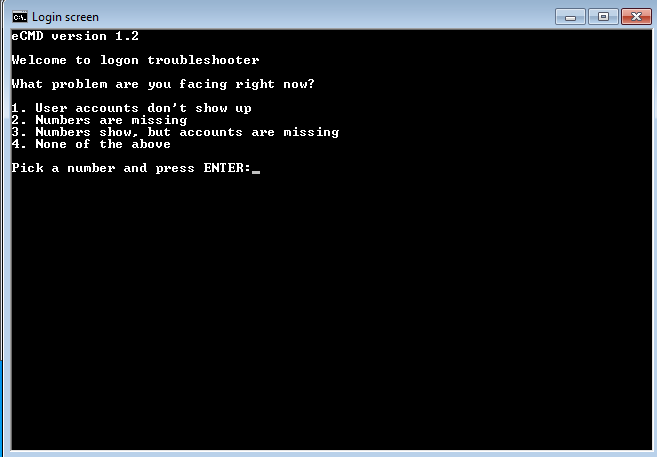 Login screen
eCMD version 1.2
Welcome to logon troubleshooter
What problem are you facing right now?
1. User accounts don't show up
2. Numbers are missing
3. Numbers show, but accounts are missing
4. None of the above
Pick a number and press ENTER:_